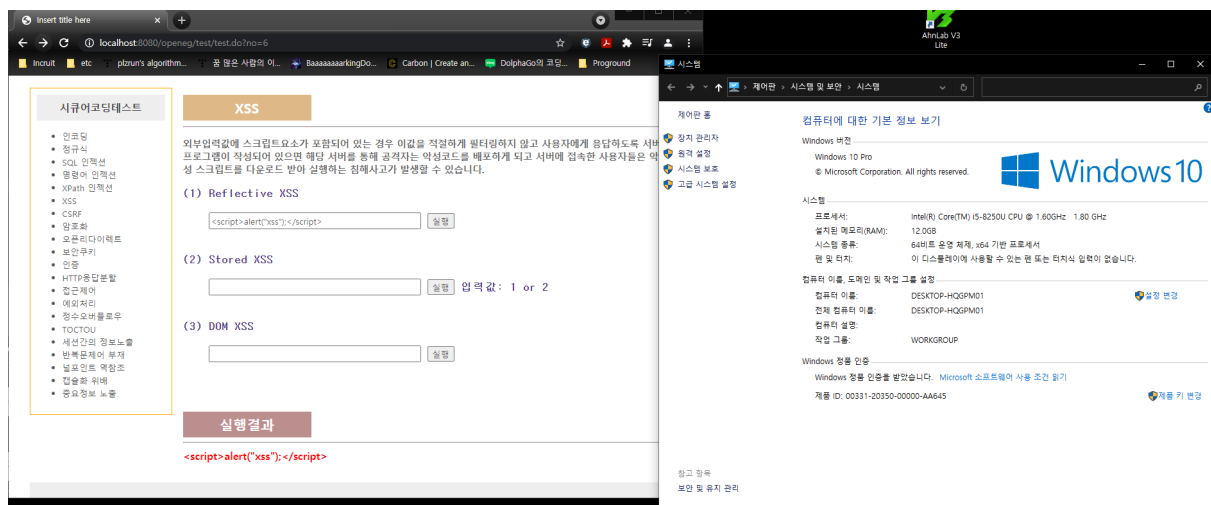 Insert title here
localhost:8080/openeg/test/test.do?no=6
Incruit
etc
plzrun's algorithm...
꿈 많은 사람의 이...
BaaaaaaarkingDo...
Carbon | Create an...
DolphaGo의 코딩...
Proground
AhnLab V3
Lite
시큐어코딩테스트
인코딩
정규식
SQL 인젝션
명령어 인젝션
XPath 인젝션
XSS
CSRF
암호화
오픈리다이렉트
보안쿠키
인증
HTTP응답분할
접근제어
예외처리
정수오버플로우
TOCTOU
세션간의 정보노출
반복문제어 부재
널포인트 역참조
캡슐화 위배
중요정보 노출
XSS
외부입력값에 스크립트요소가 포함되어 있는 경우 이값을 적절하게 필터링하지 않고 사용자에게 응답하도록 서버
프로그램이 작성되어 있으면 해당 서버를 통해 공격자는 악성코드를 배포하게 되고 서버에 접속한 사용자들은 악
성 스크립트를 다운로드 받아 실행하는 침해사고가 발생할 수 있습니다.
(1) Reflective XSS
<script>alert("xss");</script>
실행
(2) Stored XSS
실행 입력값: 1 or 2
(3) DOM XSS
실행
실행결과
<script>alert("xss");</script>
시스템
제어판 › 시스템 및 보안 › 시스템
제어판 홈
장치 관리자
원격 설정
시스템 보호
고급 시스템 설정
참고 항목
보안 및 유지 관리
컴퓨터에 대한 기본 정보 보기
Windows 버전
Windows 10 Pro
© Microsoft Corporation. All rights reserved.
Windows 10
시스템
프로세서: Intel(R) Core(TM) i5-8250U CPU @ 1.60GHz 1.80 GHz
설치된 메모리(RAM): 12.0GB
시스템 종류: 64비트 운영 체제, x64 기반 프로세서
펜 및 터치: 이 디스플레이에 사용할 수 있는 펜 또는 터치식 입력이 없습니다.
컴퓨터 이름, 도메인 및 작업 그룹 설정
컴퓨터 이름: DESKTOP-HQGPM01 설정 변경
전체 컴퓨터 이름: DESKTOP-HQGPM01
컴퓨터 설명:
작업 그룹: WORKGROUP
Windows 정품 인증
Windows 정품 인증을 받았습니다. Microsoft 소프트웨어 사용 조건 읽기
제품 ID: 00331-20350-00000-AA645 제품 키 변경